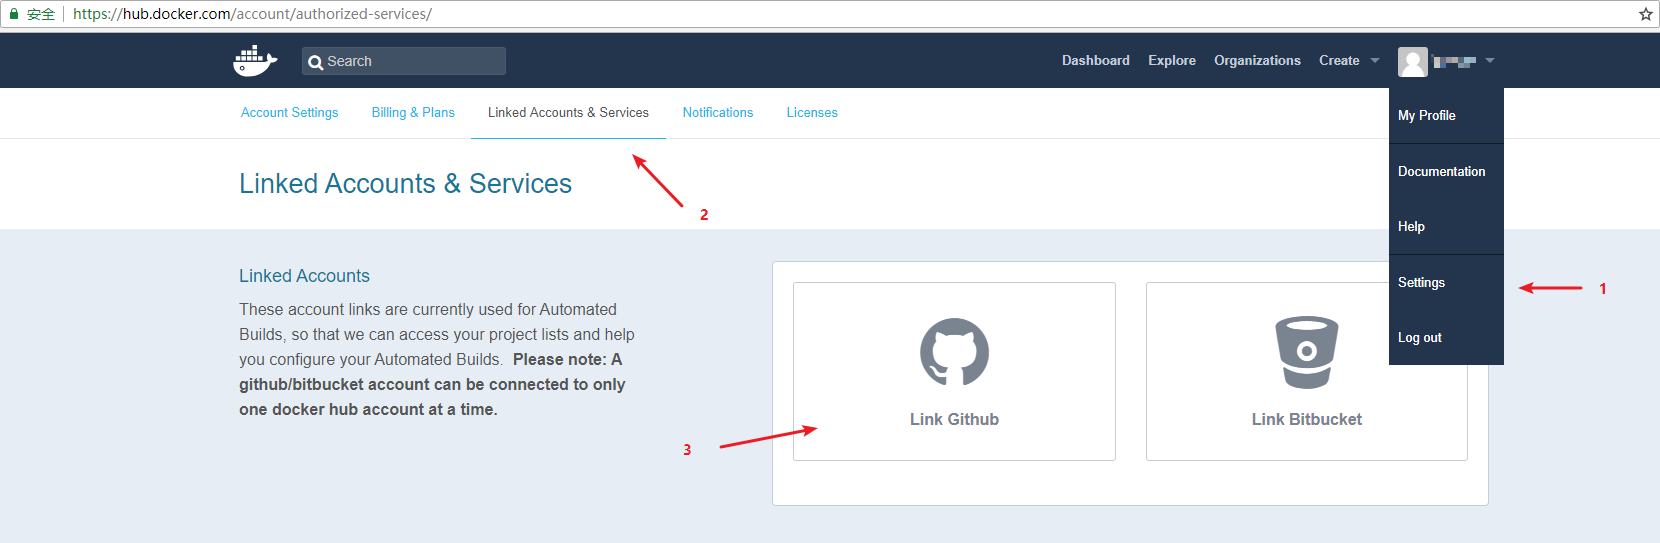 安全 https://hub.docker.com/account/authorized-services/
Search
Dashboard Explore Organizations Create
Account Settings Billing & Plans Linked Accounts & Services Notifications Licenses
My Profile
Documentation
Help
Settings
Log out
1
Linked Accounts & Services
2
Linked Accounts
These account links are currently used for Automated
Builds, so that we can access your project lists and help
you configure your Automated Builds. Please note: A
github/bitbucket account can be connected to only
one docker hub account at a time.
Link Github
Link Bitbucket
3